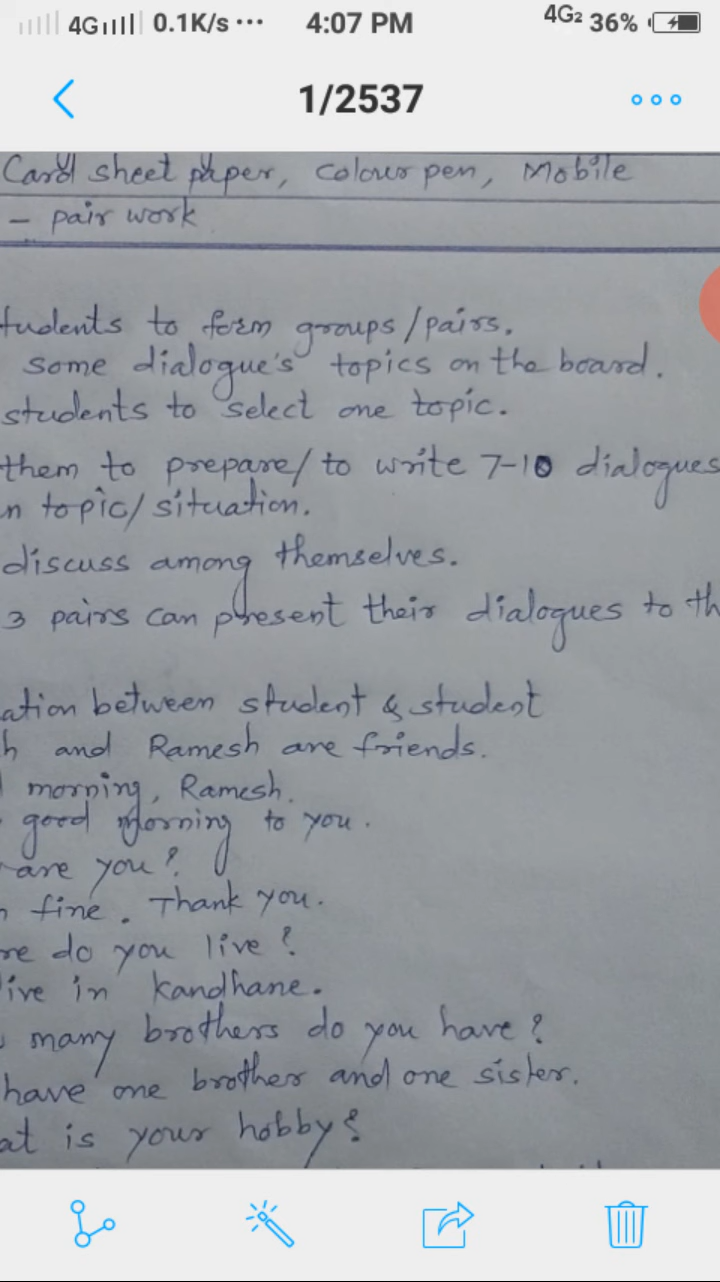 4G 0.1K/s ••• 4:07 PM 4G2 36%
1/2537
Card sheet paper, Colour pen, Mobile
- pair work
tudents to form groups/pairs.
some dialogue's topics on the board.
students to select one topic.
them to prepare/ to write 7-10 dialogues
n topic/ situation.
discuss among themselves.
3 pairs can present their dialogues to th
ation between student & student
h and Ramesh are friends.
morning, Ramesh.
good morning to you.
are you?
fine. Thank you.
re do you live?
ive in kandhane.
many brothers do you have?
have one brother and one sister.
at is your hobby?